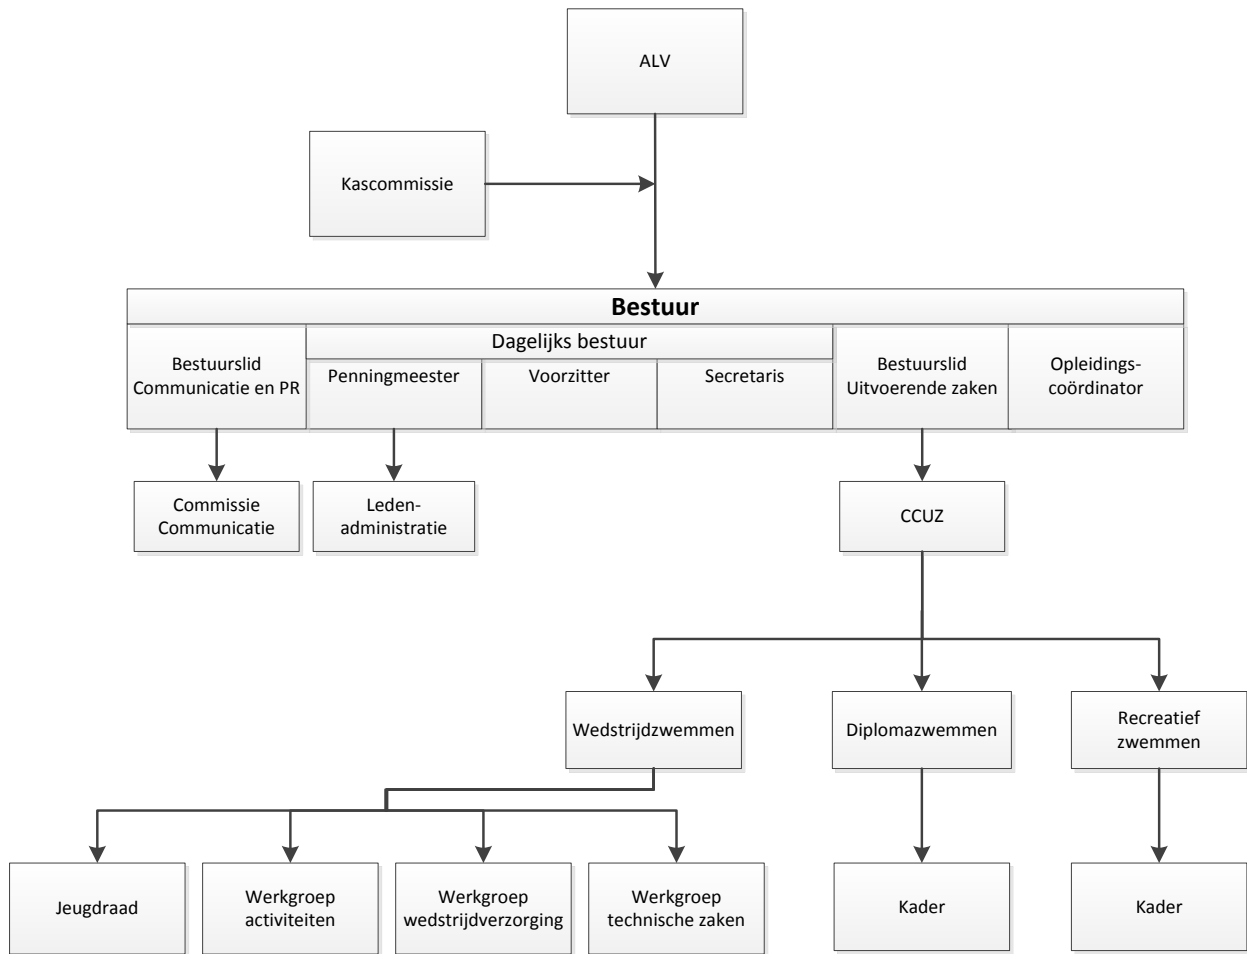 ALV
Kascommissie
Bestuur
Dagelijks bestuur
Bestuurslid
Communicatie en PR
Penningmeester
Voorzitter
Secretaris
Bestuurslid
Uitvoerende zaken
Opleidings-
coördinator
Commissie
Communicatie
Leden-
administratie
CCUZ
Wedstrijdzwemmen
Diplomazwemmen
Recreatief
zwemmen
Jeugdraad
Werkgroep
activiteiten
Werkgroep
wedstrijdverzorging
Werkgroep
technische zaken
Kader
Kader